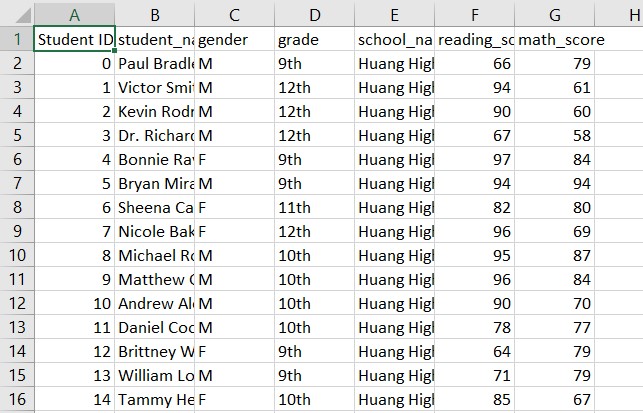 A B C D E F G H
1 Student ID student_na gender grade school_na reading_sc math_score
2 0 Paul Bradle M 9th Huang Higl 66 79
3 1 Victor Smit M 12th Huang Higl 94 61
4 2 Kevin Rodr M 12th Huang Higl 90 60
5 3 Dr. Richard M 12th Huang Higl 67 58
6 4 Bonnie Ray F 9th Huang Higl 97 84
7 5 Bryan Mira M 9th Huang Higl 94 94
8 6 Sheena Ca F 11th Huang Higl 82 80
9 7 Nicole Bak F 12th Huang Higl 96 69
10 8 Michael Ro M 10th Huang Higl 95 87
11 9 Matthew M 10th Huang Higl 96 84
12 10 Andrew Al M 10th Huang Higl 90 70
13 11 Daniel Coo M 10th Huang Higl 78 77
14 12 Brittney W F 9th Huang Higl 64 79
15 13 William Lo M 9th Huang Higl 71 79
16 14 Tammy He F 10th Huang Higl 85 67